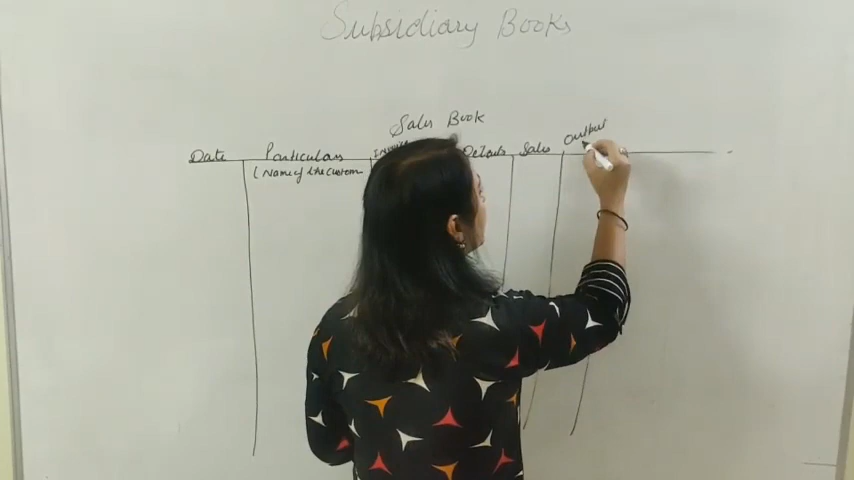 Subsidiary Books
Sales Book
Date Particulars Details Sales Output
(Name of the Custom